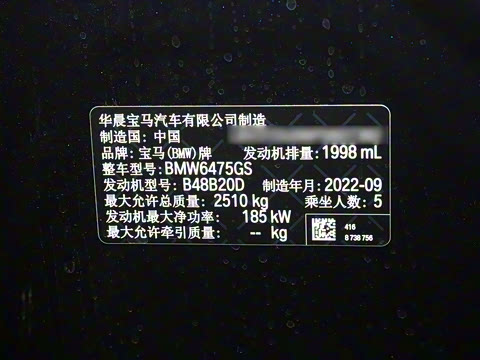 华晨宝马汽车有限公司制造
制造国: 中国
品牌: 宝马(BMW)牌 发动机排量: 1998 mL
整车型号: BMW6475GS
发动机型号: B48B20D 制造年月: 2022-09
最大允许总质量: 2510 kg 乘坐人数: 5
发动机最大净功率: 185 kW
最大允许牵引质量: -- kg
416
8 738 756